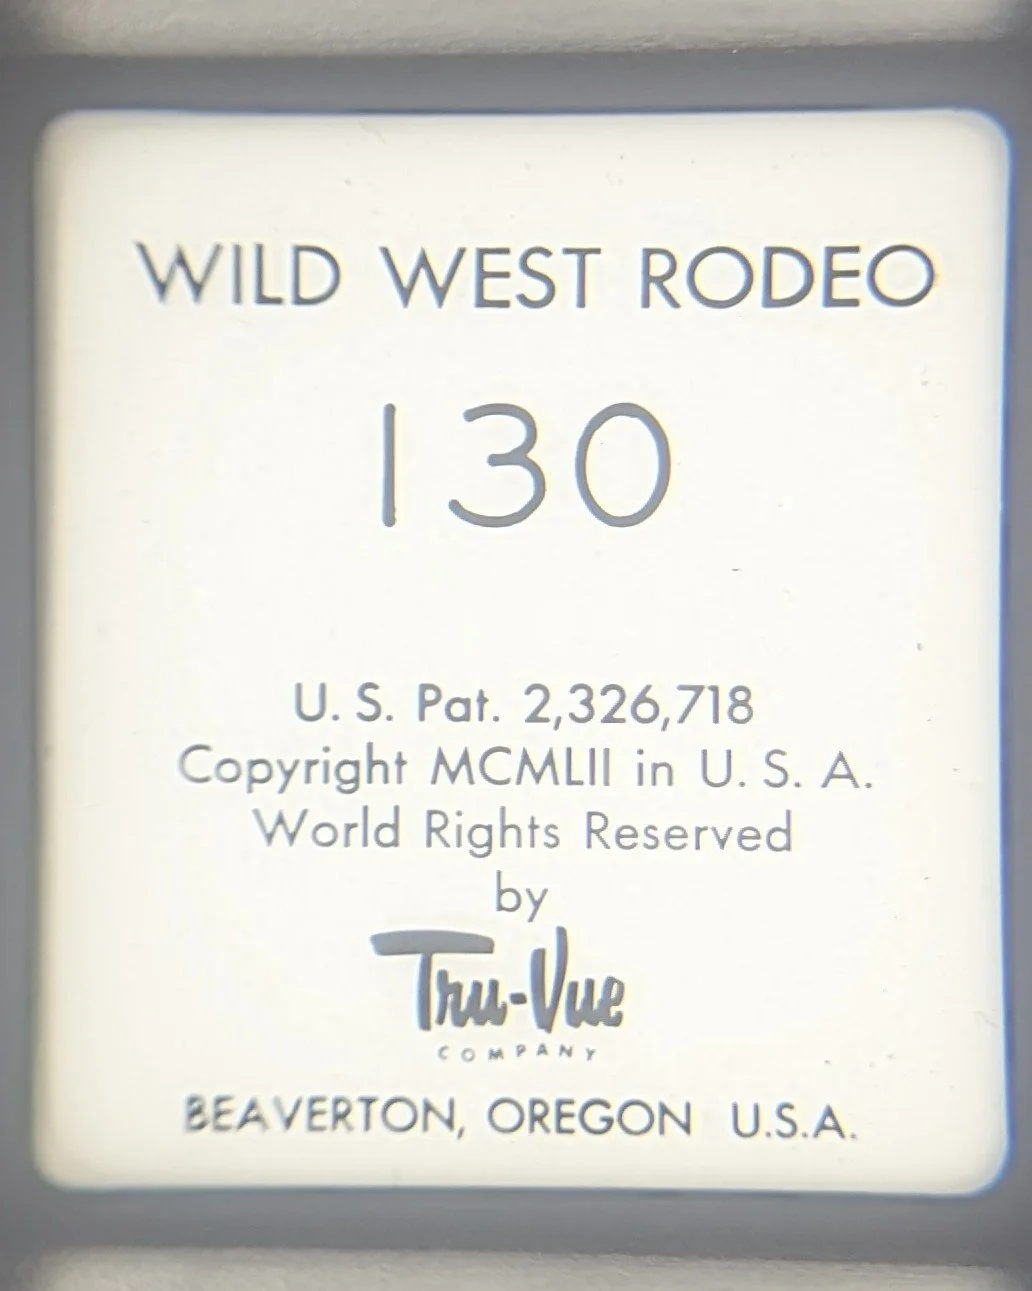 WILD WEST RODEO
130
U. S. Pat. 2,326,718
Copyright MCMLII in U. S. A.
World Rights Reserved
by
Tru-Vue
COMPANY
BEAVERTON, OREGON U.S.A.